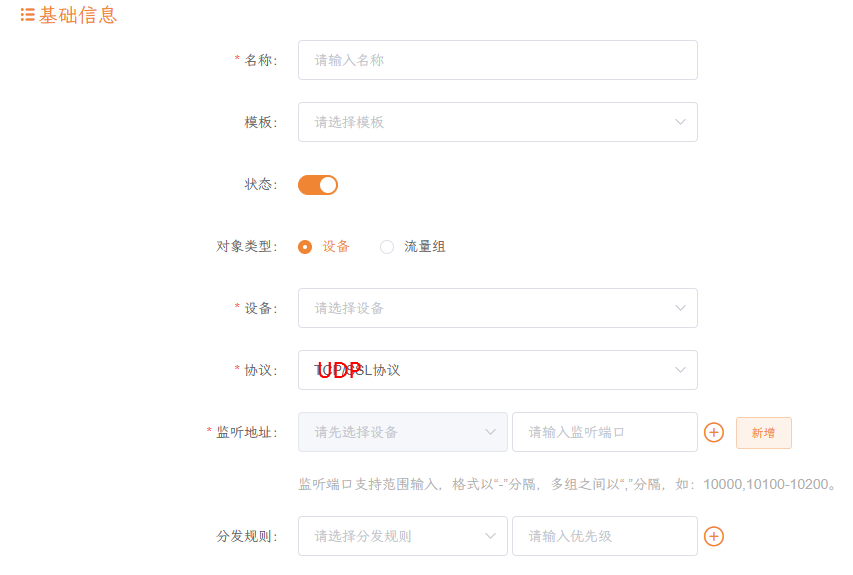 基础信息
* 名称： 请输入名称
模板： 请选择模板
状态：
对象类型： 设备 流量组
* 设备： 请选择设备
* 协议： TCP/SSL协议 UDP
* 监听地址： 请先选择设备 请输入监听端口 新增
监听端口支持范围输入，格式以“-”分隔，多组之间以“,”分隔，如：10000,10100-10200。
分发规则： 请选择分发规则 请输入优先级